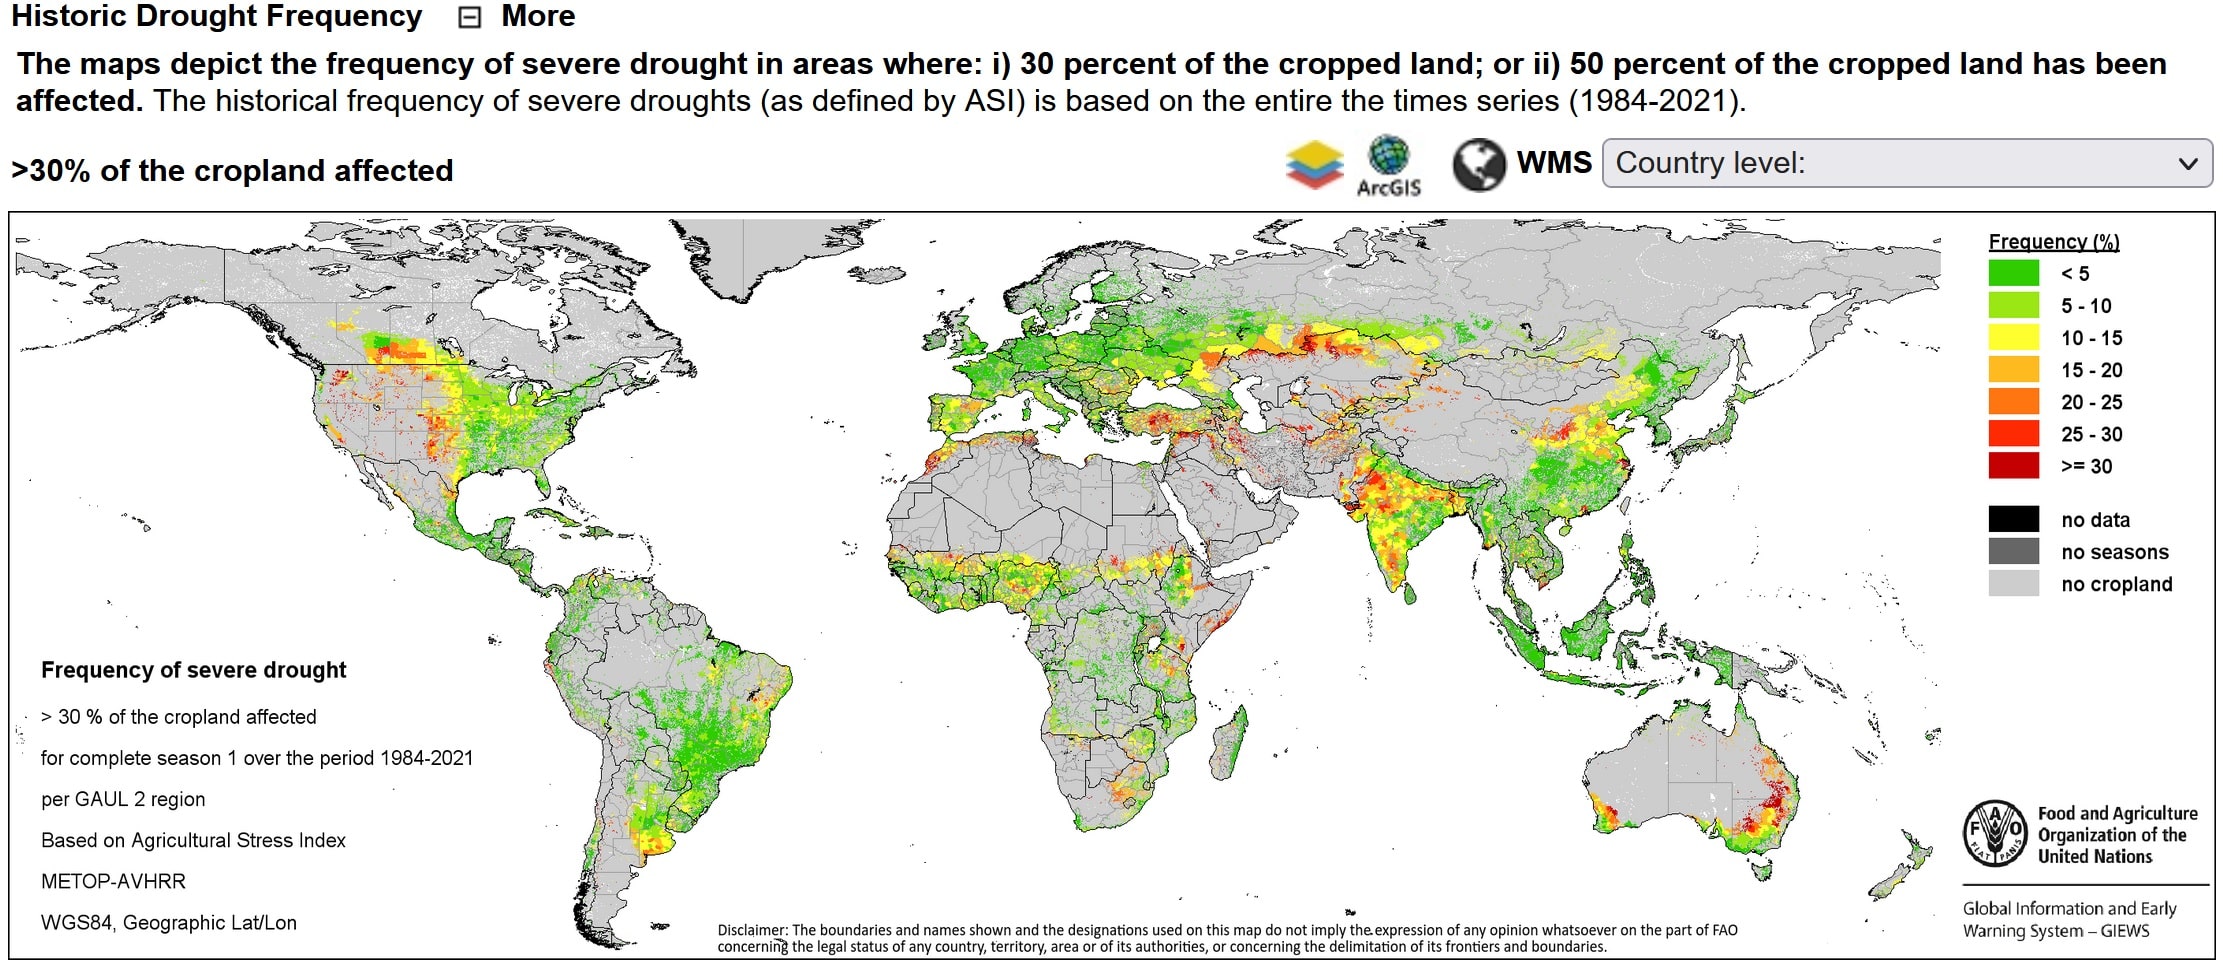 Historic Drought Frequency More
The maps depict the frequency of severe drought in areas where: i) 30 percent of the cropped land; or ii) 50 percent of the cropped land has been
affected. The historical frequency of severe droughts (as defined by ASI) is based on the entire the times series (1984-2021).
>30% of the cropland affected
ArcGIS
WMS
Country level:
Frequency (%)
< 5
5 - 10
10 - 15
15 - 20
20 - 25
25 - 30
>= 30
no data
no seasons
no cropland
Frequency of severe drought
> 30 % of the cropland affected
for complete season 1 over the period 1984-2021
per GAUL 2 region
Based on Agricultural Stress Index
METOP-AVHRR
WGS84, Geographic Lat/Lon
Disclaimer: The boundaries and names shown and the designations used on this map do not imply the expression of any opinion whatsoever on the part of FAO
concerning the legal status of any country, territory, area or of its authorities, or concerning the delimitation of its frontiers and boundaries.
F A O
FIAT PANIS
Food and Agriculture
Organization of the
United Nations
Global Information and Early
Warning System – GIEWS